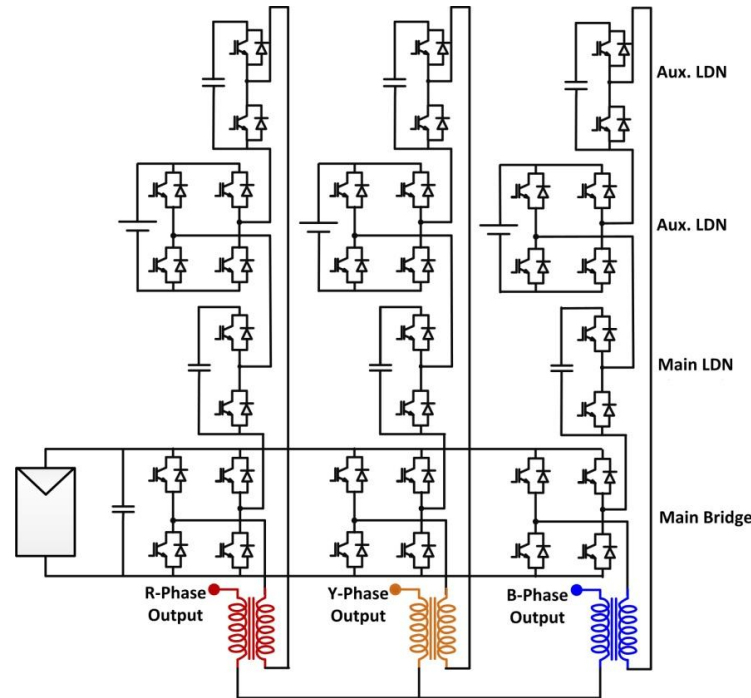 Aux. LDN
Aux. LDN
Main LDN
Main Bridge
R-Phase
Output
Y-Phase
Output
B-Phase
Output